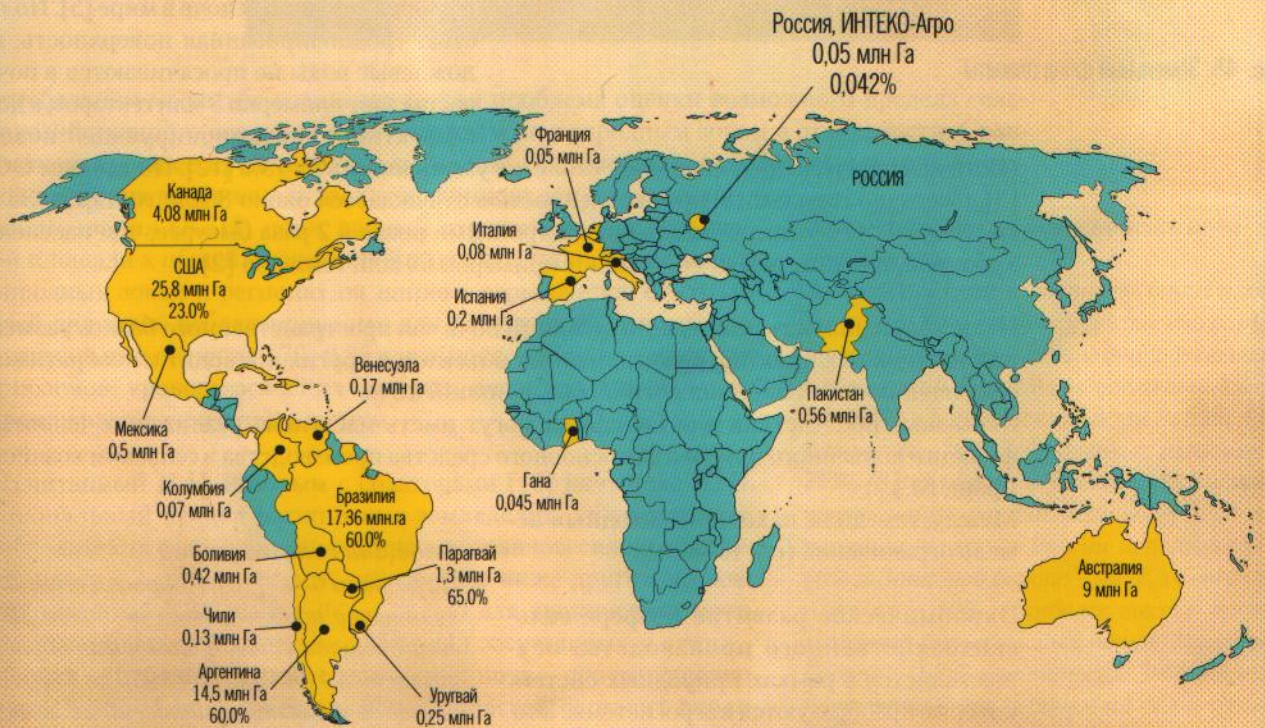 Россия, ИНТЕКО-Агро
0,05 млн Га
0,042%
Франция
0,05 млн Га
РОССИЯ
Канада
4,08 млн Га
Италия
0,08 млн Га
США
25,8 млн Га
23.0%
Испания
0,2 млн Га
Венесуэла
0,17 млн Га
Пакистан
0,56 млн Га
Мексика
0,5 млн Га
Колумбия
0,07 млн Га
Бразилия
17,36 млн.га
60.0%
Гана
0,045 млн Га
Боливия
0,42 млн Га
Парагвай
1,3 млн Га
65.0%
Австралия
9 млн Га
Чили
0,13 млн Га
Аргентина
14,5 млн Га
60.0%
Уругвай
0,25 млн Га